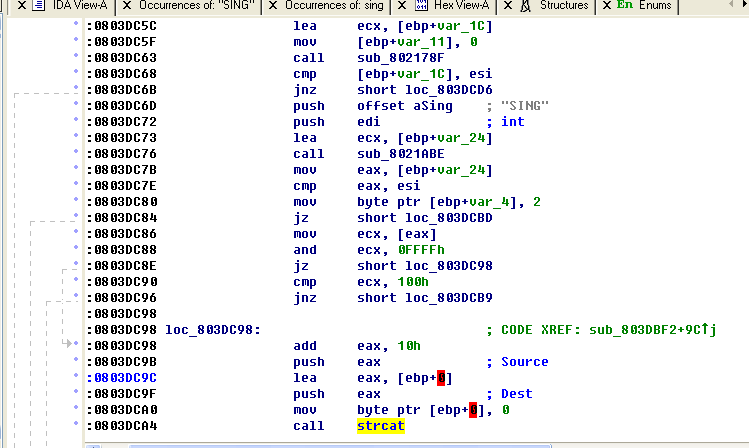 IDA View-A Occurrences of: "SING" Occurrences of: sing Hex View-A Structures En Enums
:0803DC5C lea ecx, [ebp+var_1C]
:0803DC5F mov [ebp+var_11], 0
:0803DC63 call sub_802178F
:0803DC68 cmp [ebp+var_1C], esi
:0803DC6B jnz short loc_803DCD6
:0803DC6D push offset aSing ; "SING"
:0803DC72 push edi ; int
:0803DC73 lea ecx, [ebp+var_24]
:0803DC76 call sub_8021ABE
:0803DC7B mov eax, [ebp+var_24]
:0803DC7E cmp eax, esi
:0803DC80 mov byte ptr [ebp+var_4], 2
:0803DC84 jz short loc_803DCBD
:0803DC86 mov ecx, [eax]
:0803DC88 and ecx, 0FFFFh
:0803DC8E jz short loc_803DC98
:0803DC90 cmp ecx, 100h
:0803DC96 jnz short loc_803DCB9
:0803DC98
:0803DC98 loc_803DC98: ; CODE XREF: sub_803DBF2+9C↑j
:0803DC98 add eax, 10h
:0803DC9B push eax ; Source
:0803DC9C lea eax, [ebp+0]
:0803DC9F push eax ; Dest
:0803DCA0 mov byte ptr [ebp+0], 0
:0803DCA4 call strcat